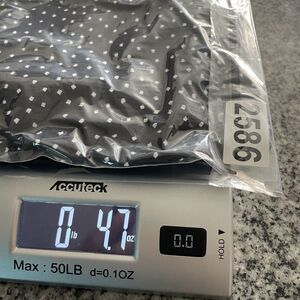 2586
Accuteck
0 lb 4.7 oz
0.0
HOLD
Max : 50LB d=0.1OZ